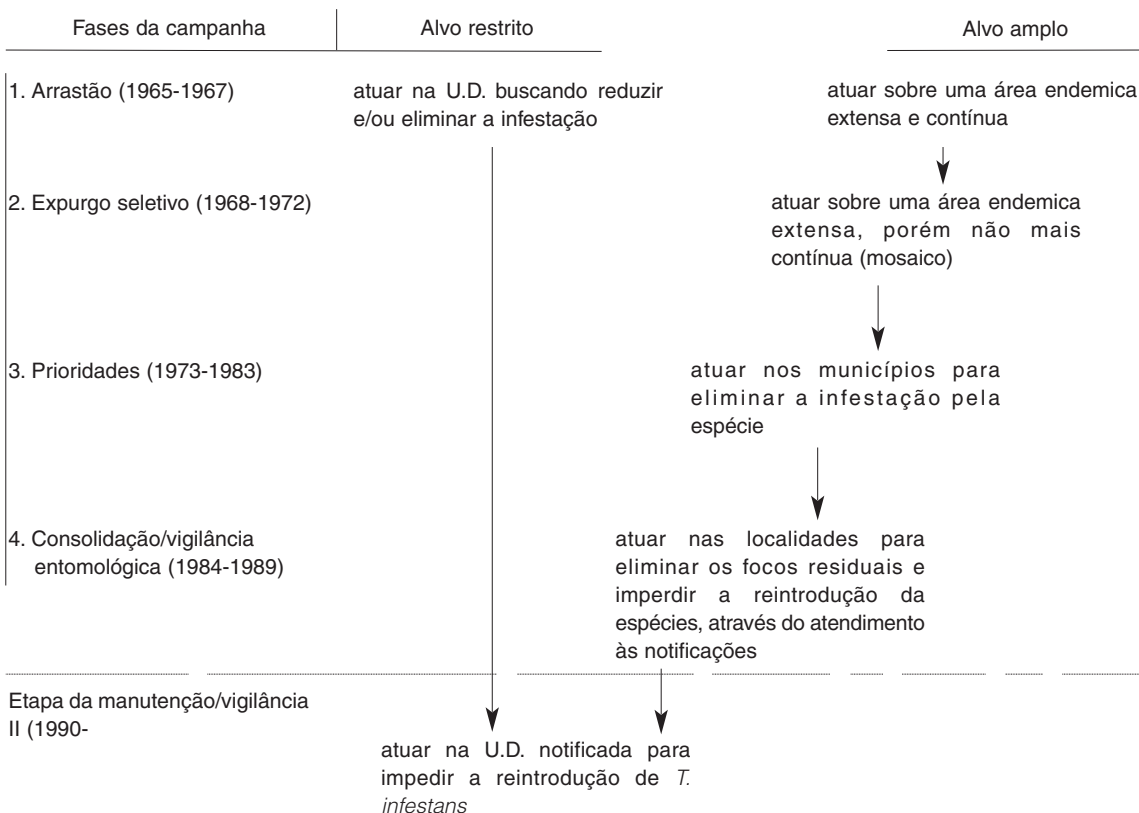 Fases da campanha
Alvo restrito
Alvo amplo
1. Arrastão (1965-1967)
atuar na U.D. buscando reduzir
e/ou eliminar a infestação
atuar sobre uma área endemica
extensa e contínua
2. Expurgo seletivo (1968-1972)
atuar sobre uma área endemica
extensa, porém não mais
contínua (mosaico)
3. Prioridades (1973-1983)
atuar nos municípios para
eliminar a infestação pela
espécie
4. Consolidação/vigilância
entomológica (1984-1989)
atuar nas localidades para
eliminar os focos residuais e
imperdir a reintrodução da
espécies, através do atendimento
às notificações
Etapa da manutenção/vigilância
II (1990-
atuar na U.D. notificada para
impedir a reintrodução de T.
infestans